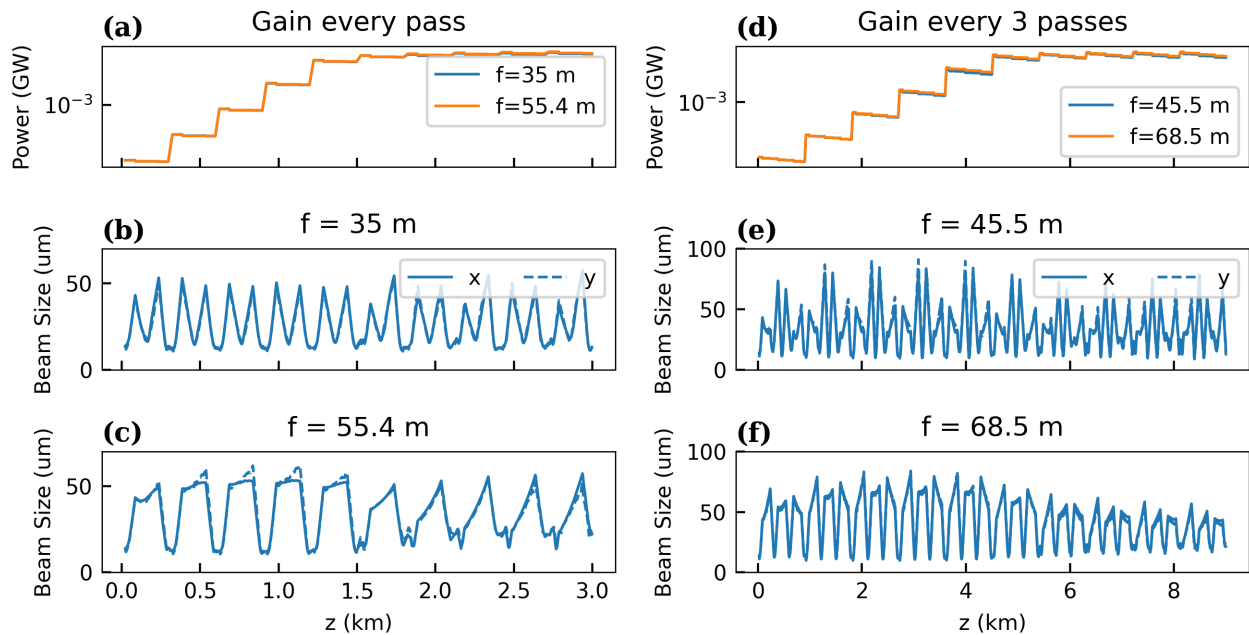 (a) Gain every pass
Power (GW)
10⁻³
f=35 m
f=55.4 m
(d) Gain every 3 passes
Power (GW)
10⁻³
f=45.5 m
f=68.5 m
(b) f = 35 m
Beam Size (um)
50
0
x y
(e) f = 45.5 m
Beam Size (um)
100
50
0
x y
(c) f = 55.4 m
Beam Size (um)
50
0
0.0 0.5 1.0 1.5 2.0 2.5 3.0
z (km)
(f) f = 68.5 m
Beam Size (um)
100
50
0
0 2 4 6 8
z (km)